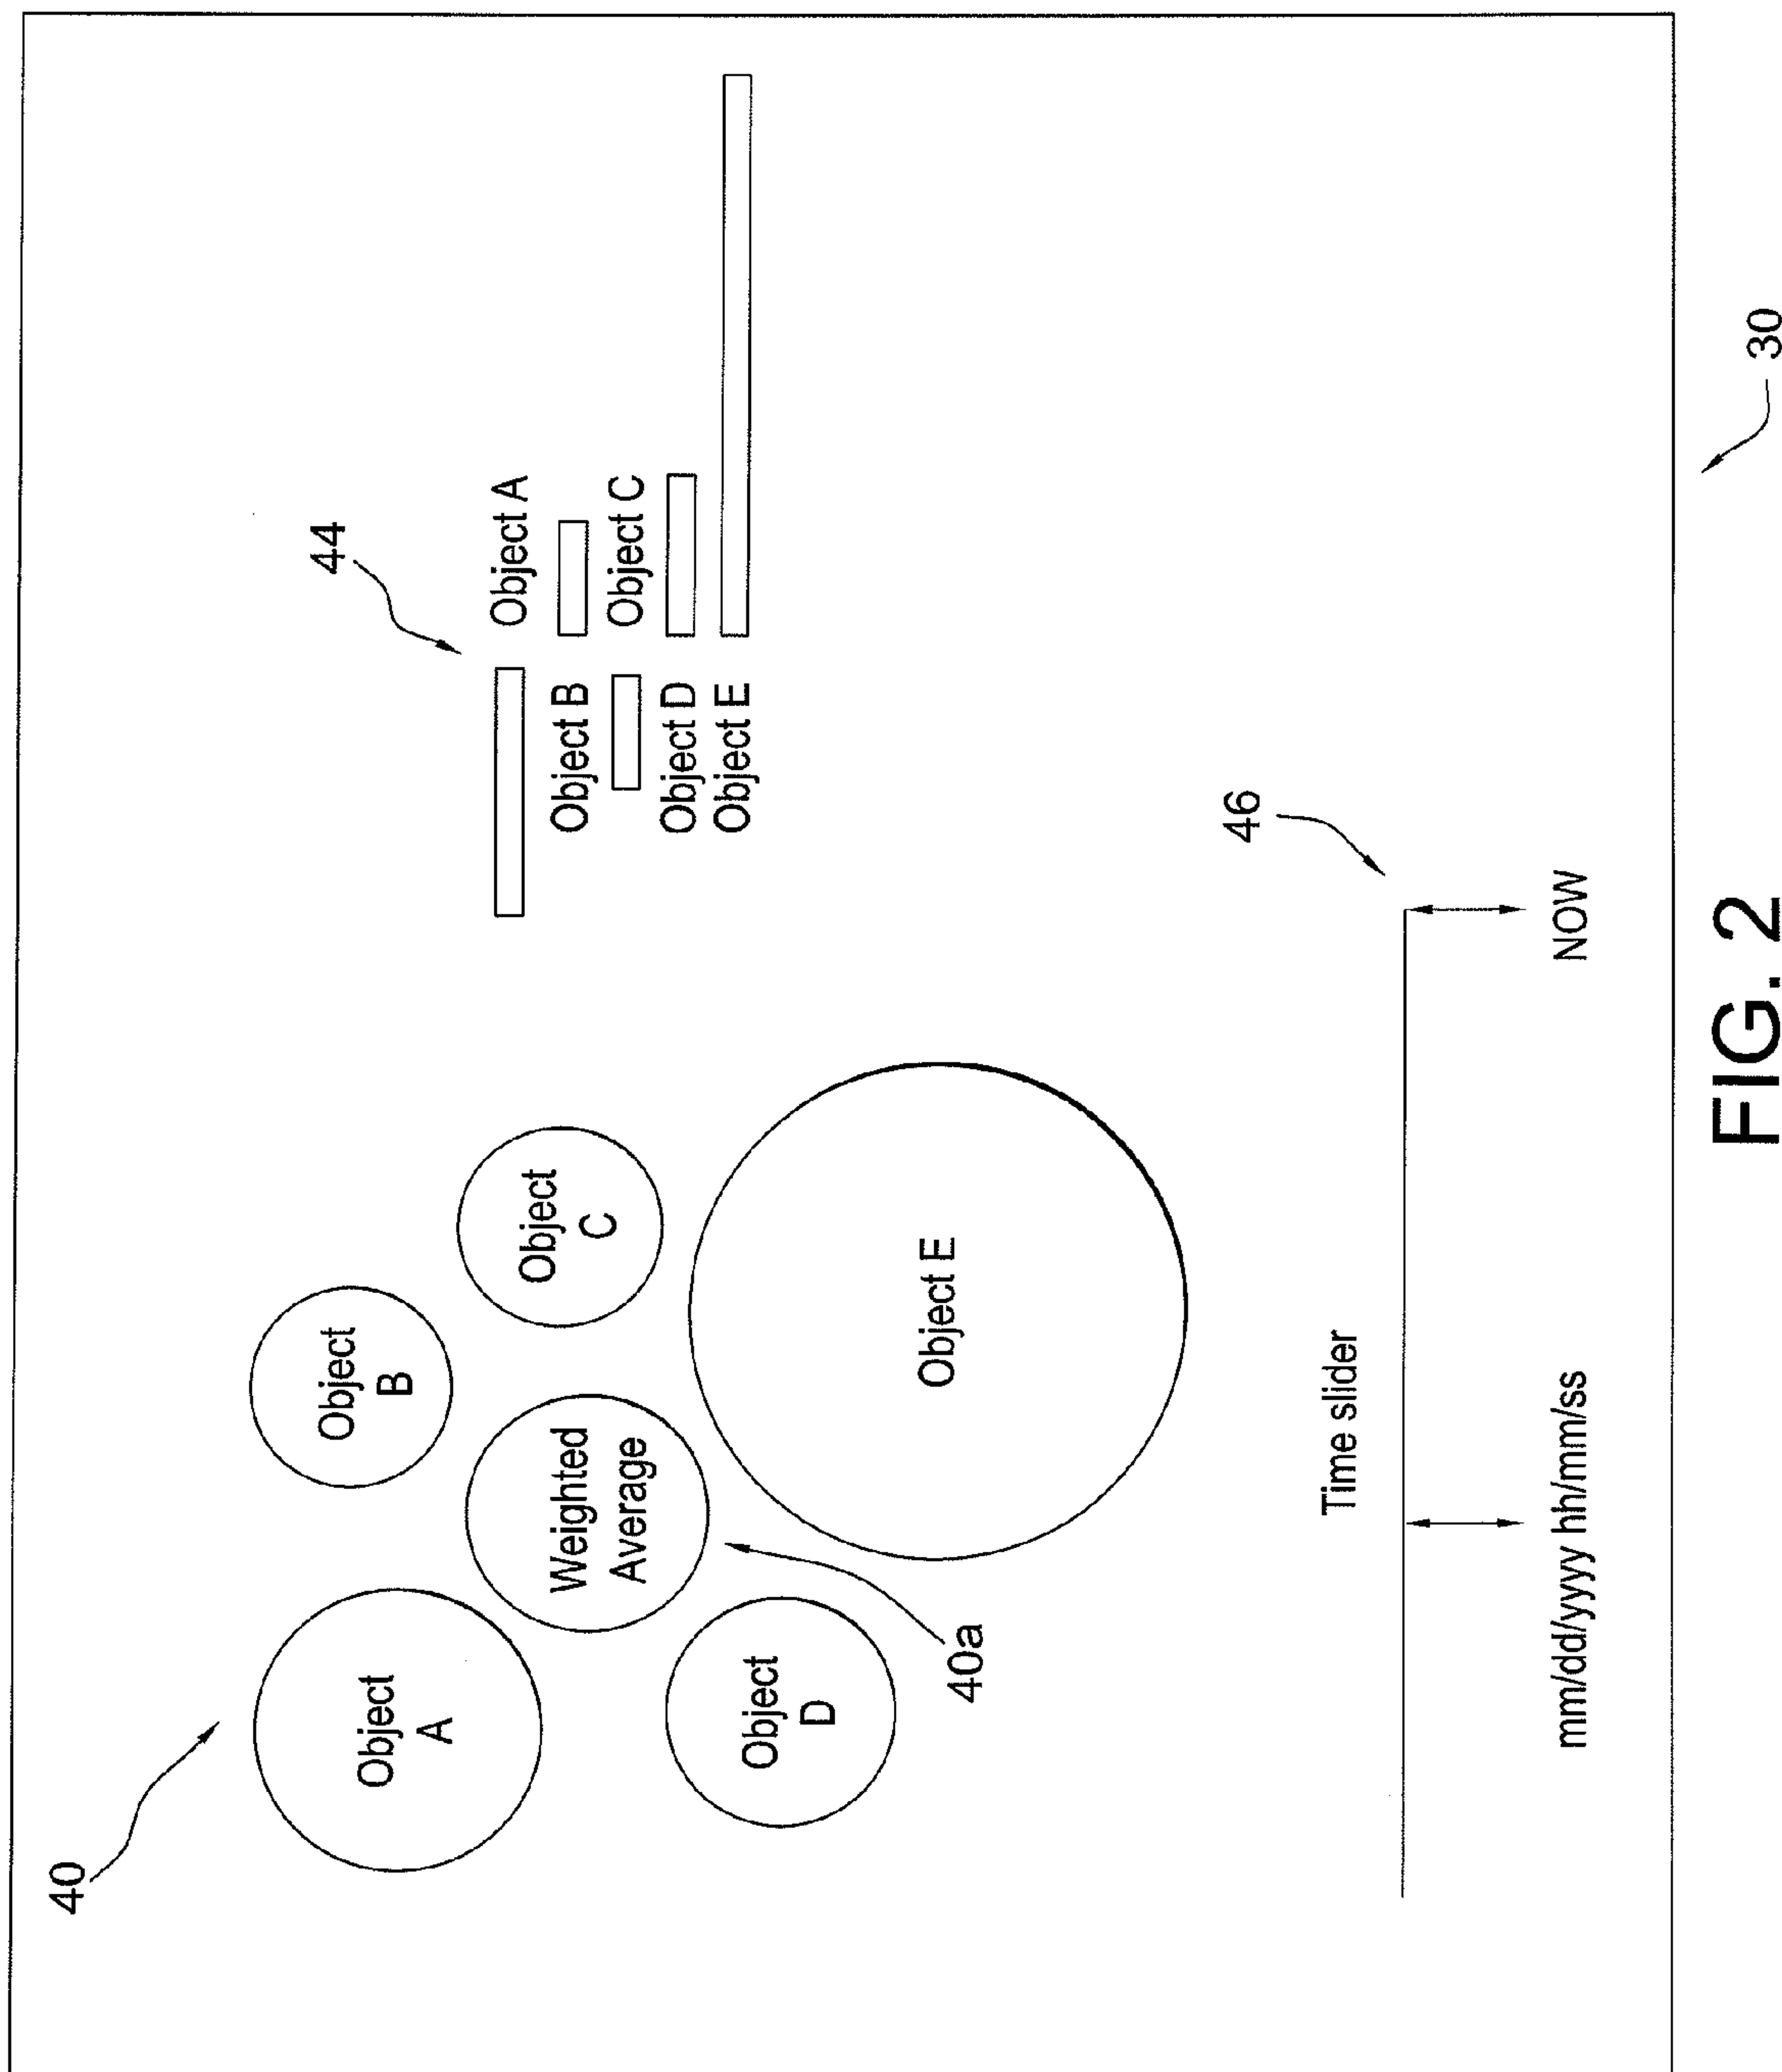 40
Object
A
Object
B
Weighted
Average
40a
Object
C
Object
D
Object E
44
Object A
Object B
Object C
Object D
Object E
Time slider
46
mm/dd/yyyy hh/mm/ss
NOW
30
FIG. 2